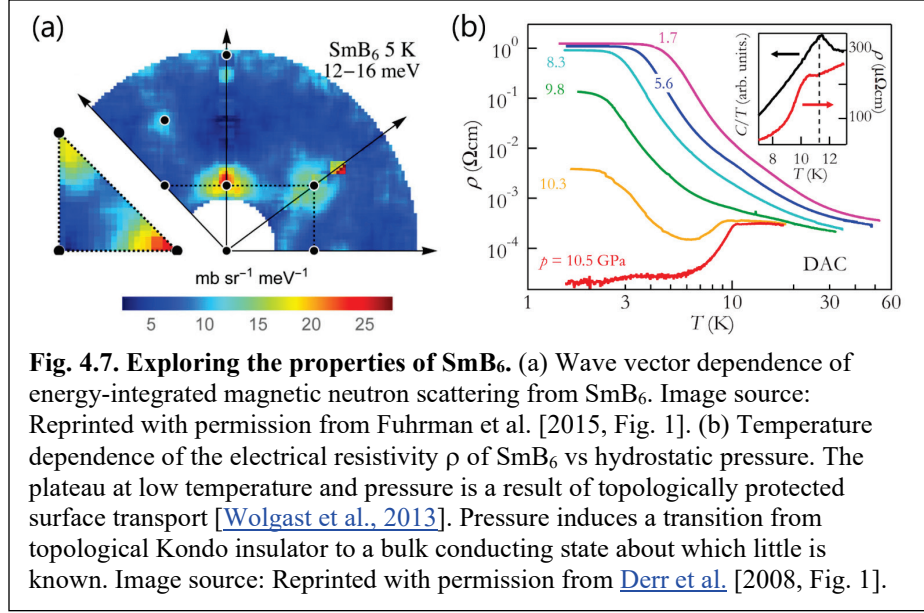 (a)
SmB₆ 5 K
12−16 meV
mb sr⁻¹ meV⁻¹
5 10 15 20 25
(b)
10⁰
10⁻¹
10⁻²
10⁻³
10⁻⁴
ρ (Ωcm)
1.7
8.3
5.6
9.8
10.3
p = 10.5 GPa
DAC
1 3 10 30 60
T (K)
C/T (arb. units.)
300
100
ρ (μΩcm)
8 10 12
T (K)
Fig. 4.7. Exploring the properties of SmB₆. (a) Wave vector dependence of
energy-integrated magnetic neutron scattering from SmB₆. Image source:
Reprinted with permission from Fuhrman et al. [2015, Fig. 1]. (b) Temperature
dependence of the electrical resistivity ρ of SmB₆ vs hydrostatic pressure. The
plateau at low temperature and pressure is a result of topologically protected
surface transport [Wolgast et al., 2013]. Pressure induces a transition from
topological Kondo insulator to a bulk conducting state about which little is
known. Image source: Reprinted with permission from Derr et al. [2008, Fig. 1].